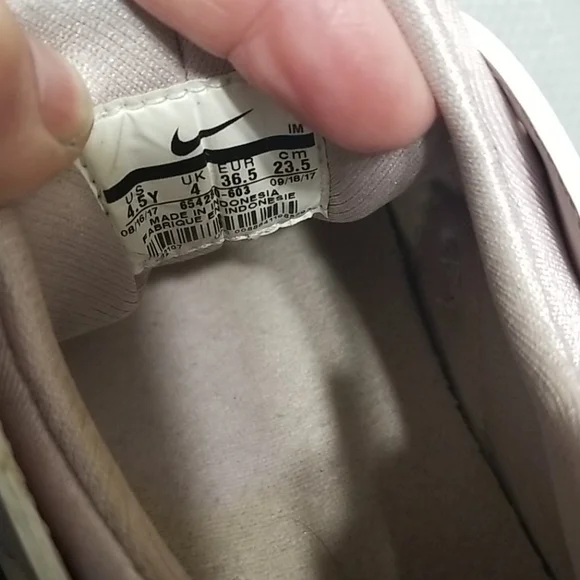 IM
US UK EUR cm
4.5Y 4 36.5 23.5
08/16/17 09/18/17
MADE IN INDONESIA
FABRIQUE EN INDONESIE